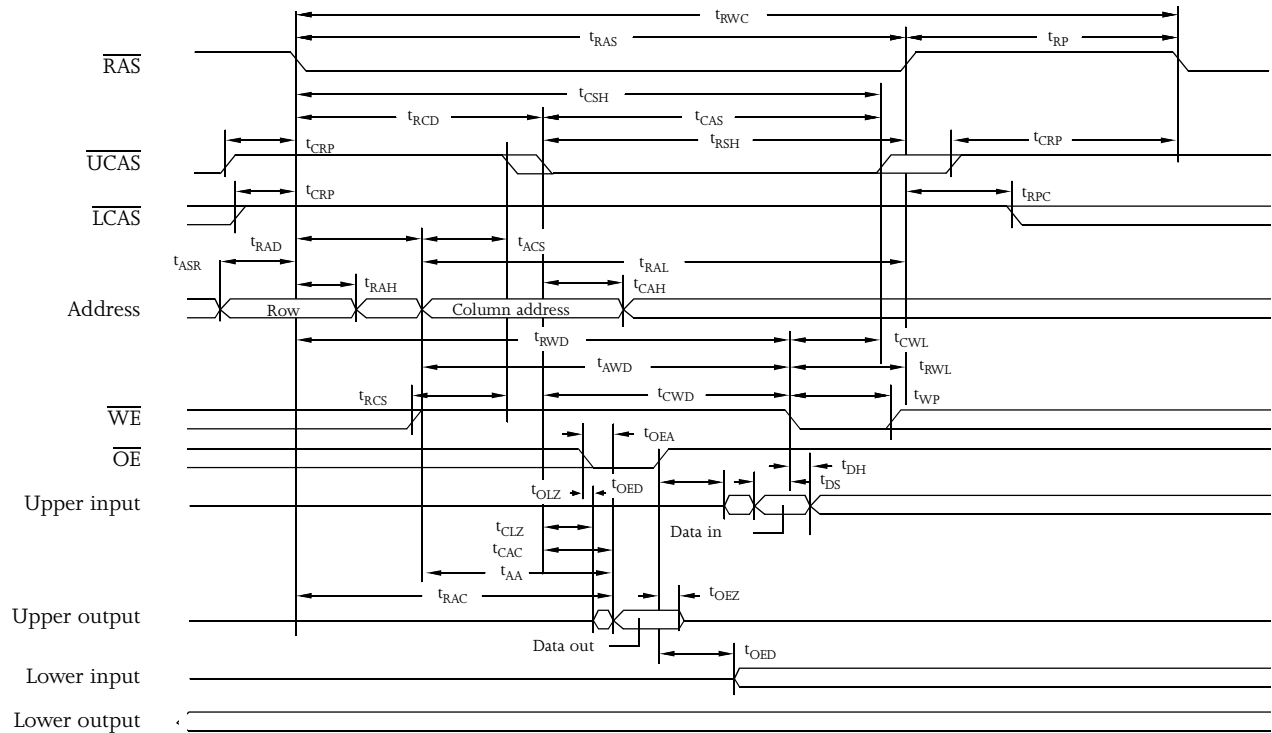 tRWC
tRAS tRP
RAS
tCSH
tRCD tCAS
tCRP tRSH tCRP
UCAS
tCRP tRPC
LCAS
tRAD tACS
tASR tRAL
tRAH tCAH
Address Row Column address
tRWD tCWL
tAWD tRWL
tRCS tCWD tWP
WE
tOEA
OE
tDH
tOLZ tOED tDS
Upper input
tCLZ Data in
tCAC
tAA
tRAC tOEZ
Upper output
Data out
tOED
Lower input
Lower output